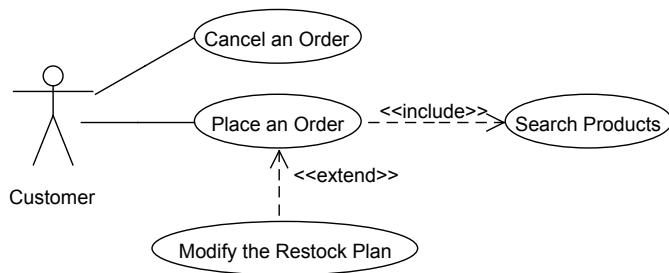 Cancel an Order
Place an Order
<<include>>
Search Products
<<extend>>
Customer
Modify the Restock Plan